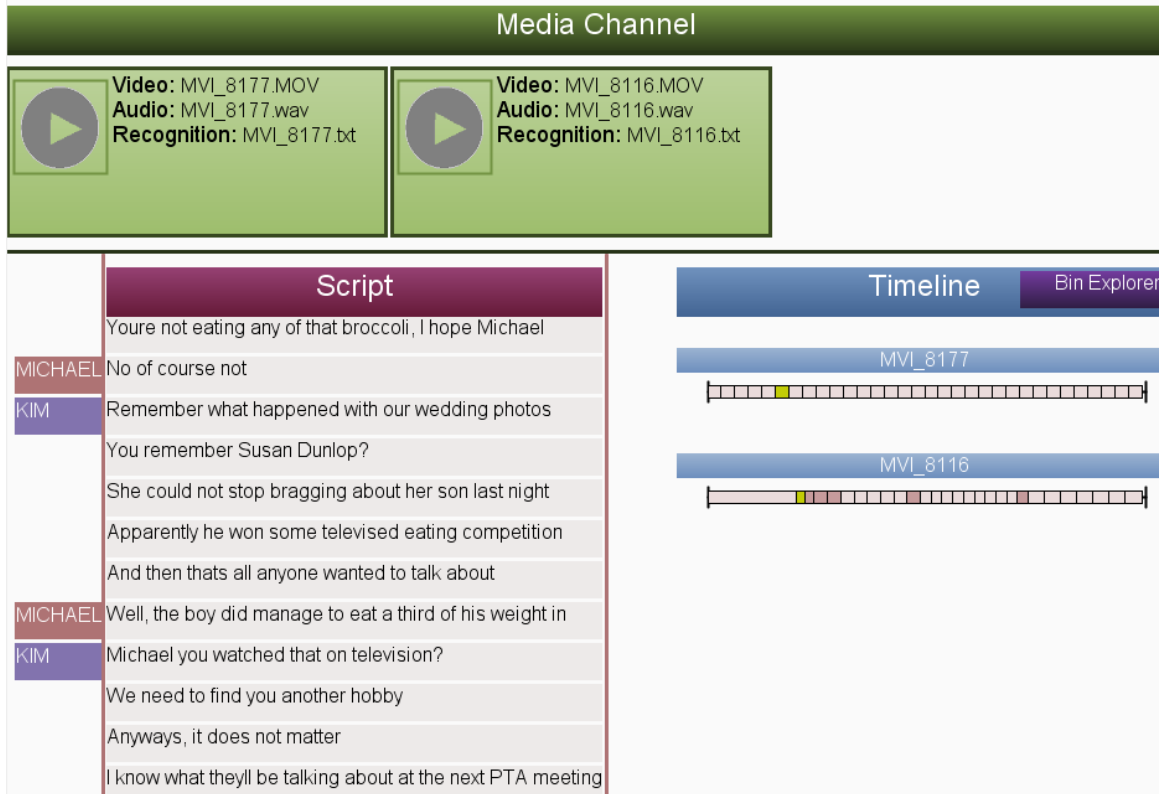 Media Channel
Video: MVI_8177.MOV
Audio: MVI_8177.wav
Recognition: MVI_8177.txt
Video: MVI_8116.MOV
Audio: MVI_8116.wav
Recognition: MVI_8116.txt
Script
Youre not eating any of that broccoli, I hope Michael
MICHAEL No of course not
KIM Remember what happened with our wedding photos
You remember Susan Dunlop?
She could not stop bragging about her son last night
Apparently he won some televised eating competition
And then thats all anyone wanted to talk about
MICHAEL Well, the boy did manage to eat a third of his weight in
KIM Michael you watched that on television?
We need to find you another hobby
Anyways, it does not matter
I know what theyll be talking about at the next PTA meeting
Timeline
Bin Explorer
MVI_8177
MVI_8116